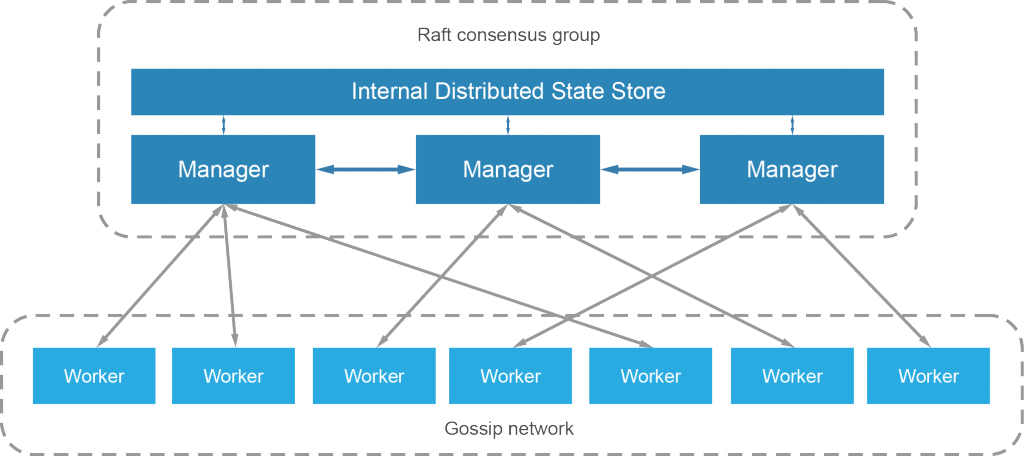 Raft consensus group
Internal Distributed State Store
Manager
Manager
Manager
Worker
Worker
Worker
Worker
Worker
Worker
Worker
Gossip network